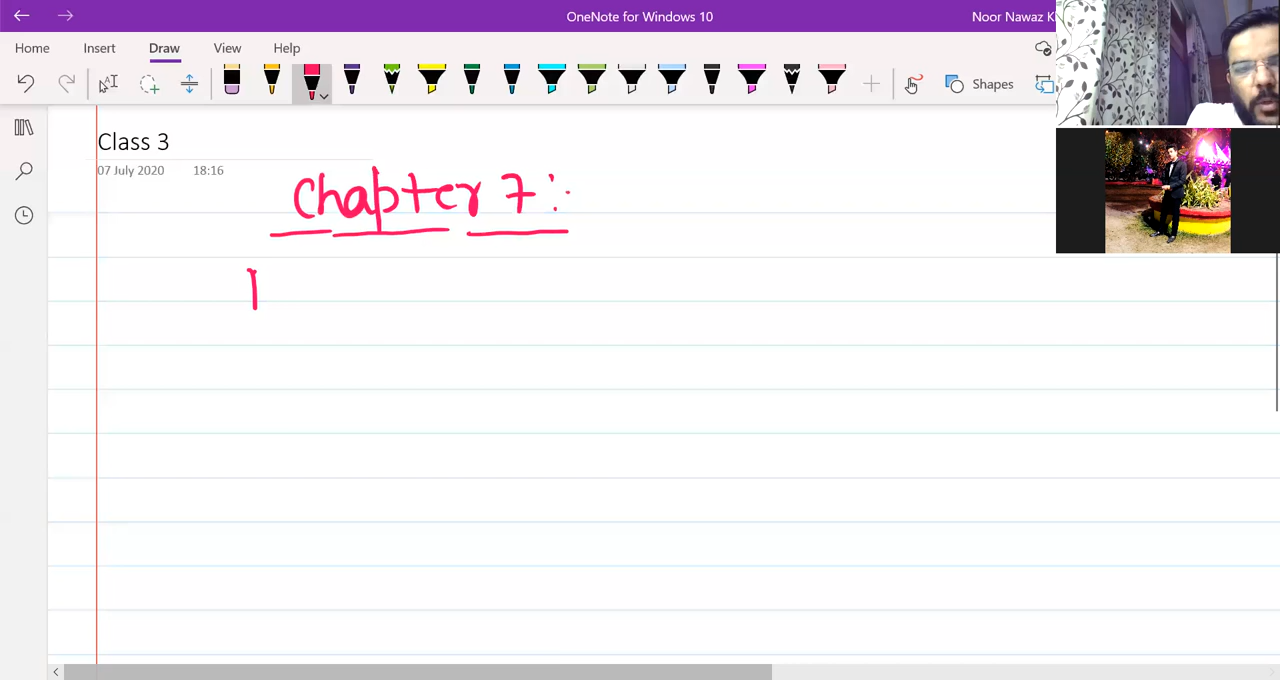 OneNote for Windows 10
Noor Nawaz K
Home Insert Draw View Help
Shapes
Class 3
07 July 2020 18:16
Chapter 7: